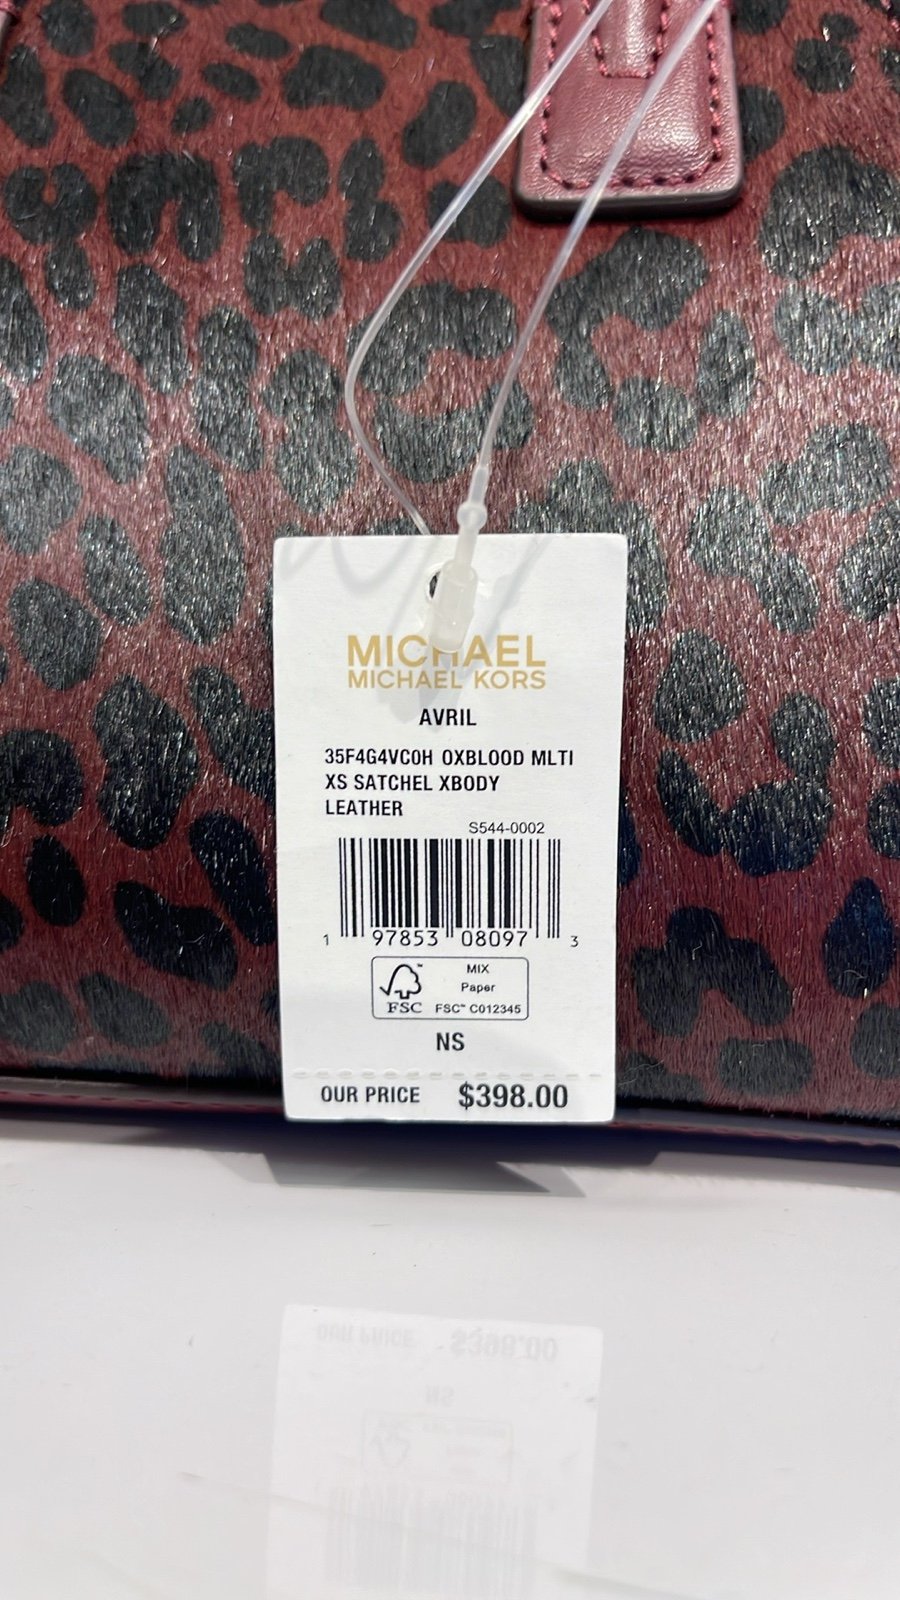 MICHAEL
MICHAEL KORS
AVRIL
35F4G4VC0H OXBLOOD MLTI
XS SATCHEL XBODY
LEATHER
S544-0002
1 97853 08097 3
MIX
Paper
FSC™ C012345
FSC
NS
OUR PRICE $398.00